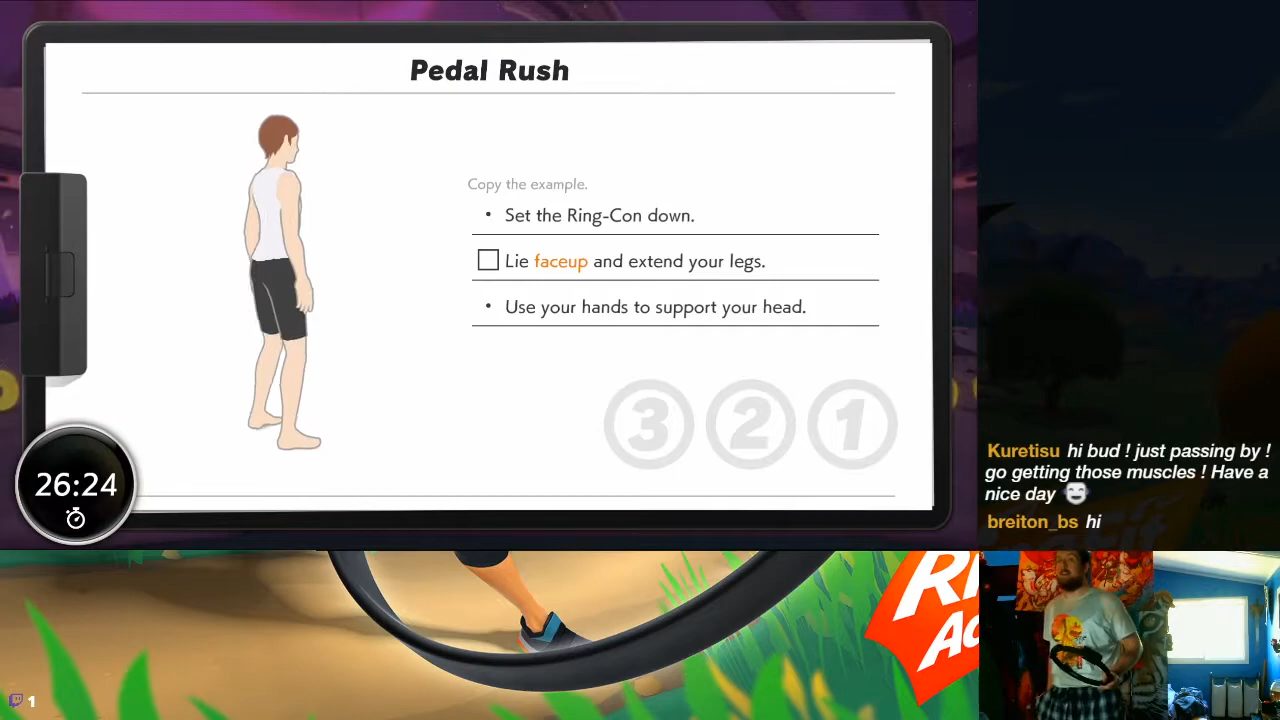 Pedal Rush
Copy the example.
• Set the Ring-Con down.
Lie faceup and extend your legs.
• Use your hands to support your head.
3 2 1
26:24
Kuretisu hi bud ! just passing by !
go getting those muscles ! Have a
nice day
breiton_bs hi
1